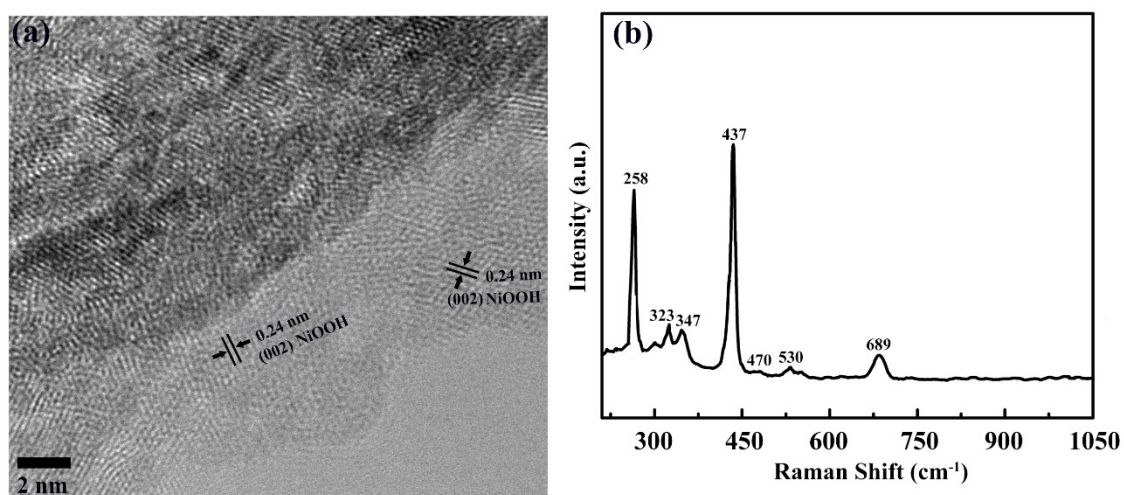 (a)
0.24 nm
(002) NiOOH
0.24 nm
(002) NiOOH
2 nm
(b)
Intensity (a.u.)
258
323
347
437
470
530
689
300
450
600
750
900
1050
Raman Shift (cm⁻¹)